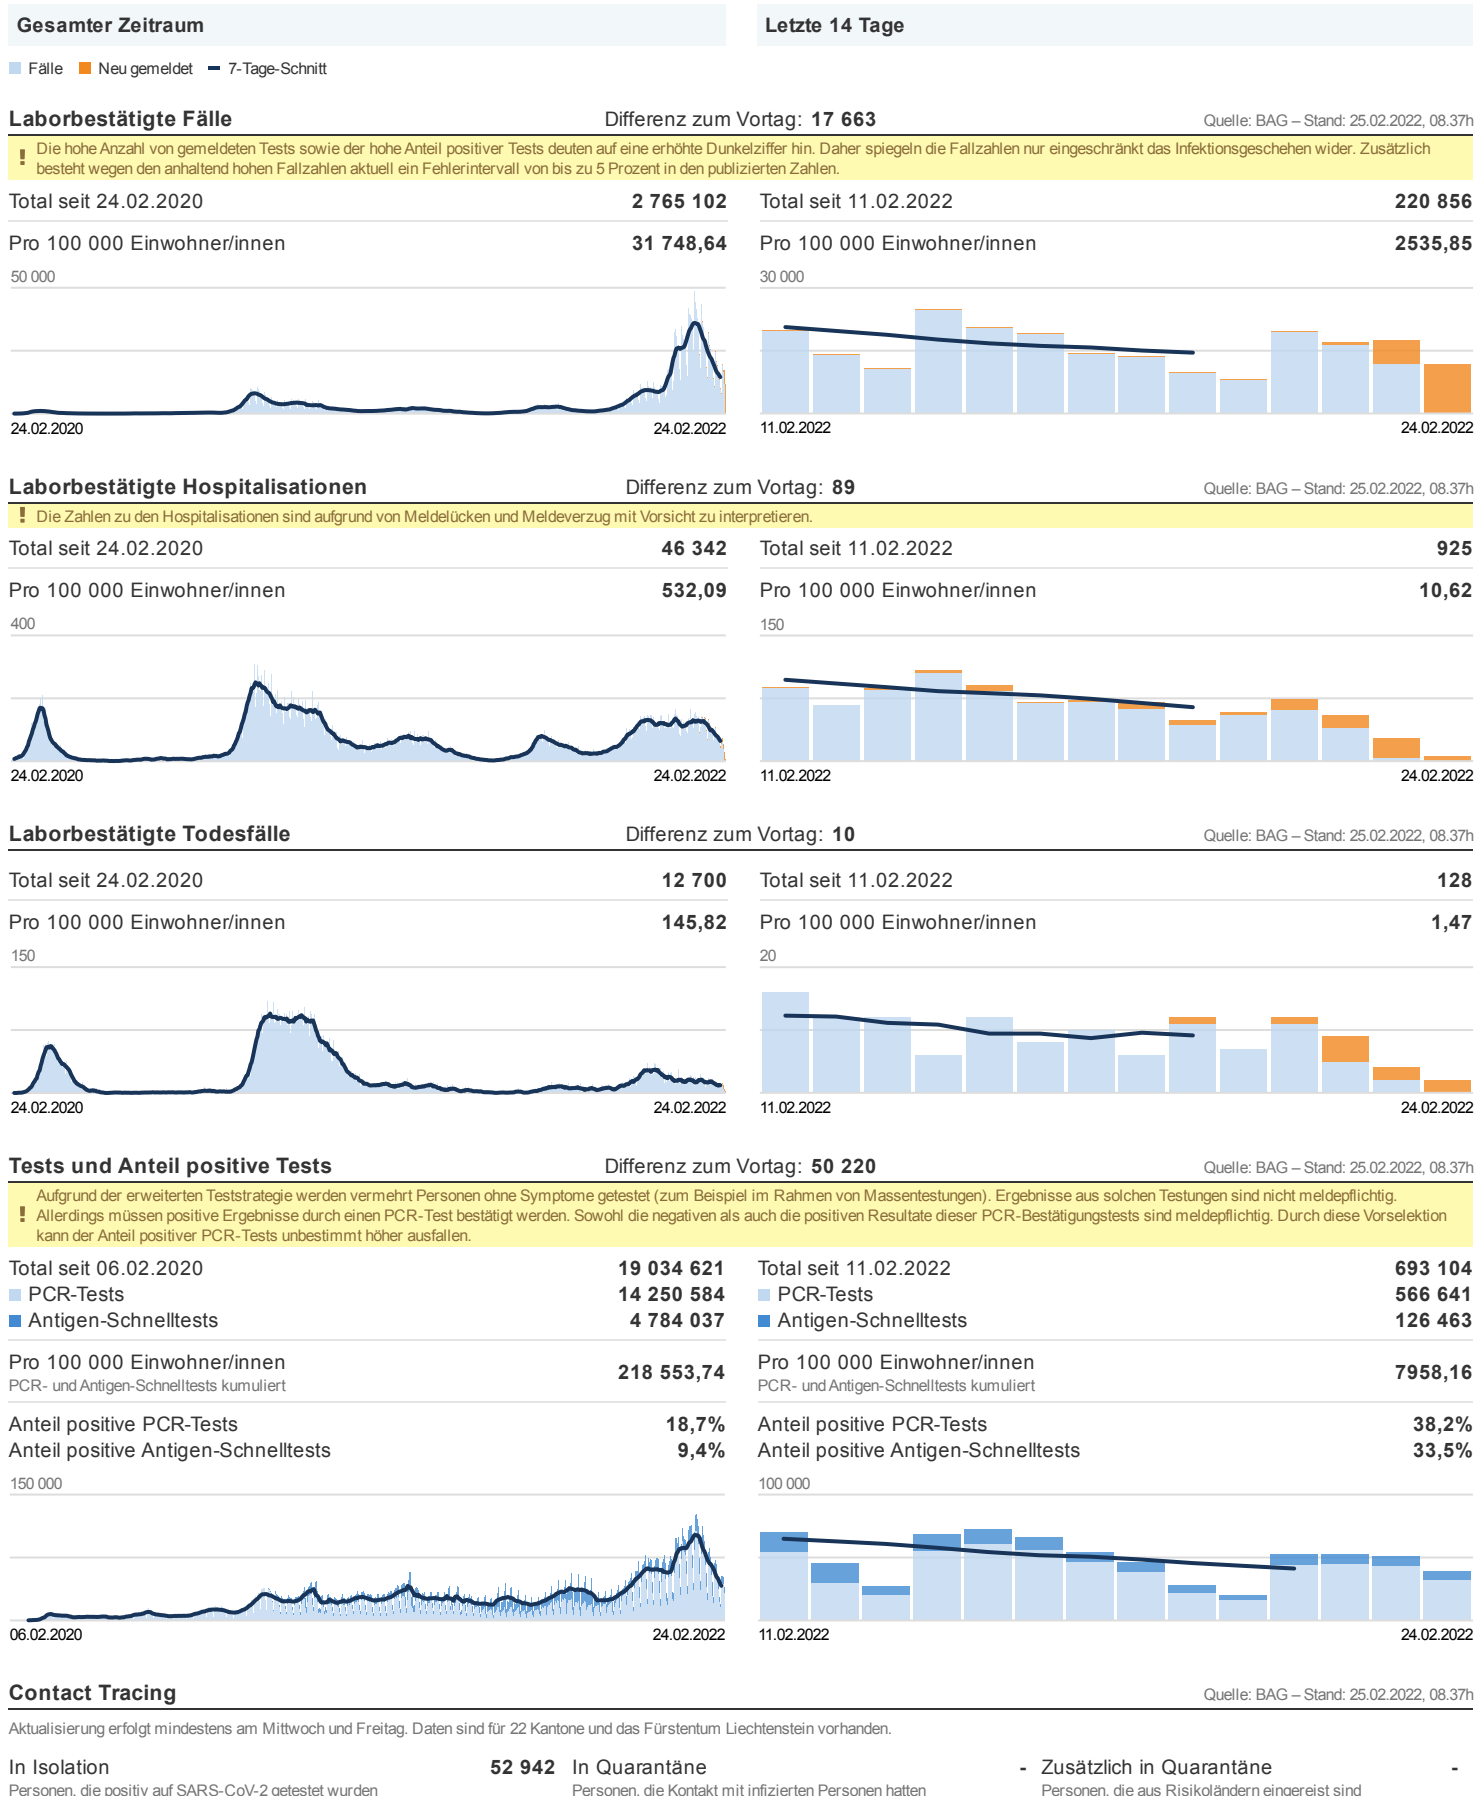 Gesamter Zeitraum
Letzte 14 Tage
Fälle Neu gemeldet 7-Tage-Schnitt
Laborbestätigte Fälle Differenz zum Vortag: 17 663 Quelle: BAG – Stand: 25.02.2022, 08.37h
! Die hohe Anzahl von gemeldeten Tests sowie der hohe Anteil positiver Tests deuten auf eine erhöhte Dunkelziffer hin. Daher spiegeln die Fallzahlen nur eingeschränkt das Infektionsgeschehen wider. Zusätzlich
besteht wegen den anhaltend hohen Fallzahlen aktuell ein Fehlerintervall von bis zu 5 Prozent in den publizierten Zahlen.
Total seit 24.02.2020 2 765 102
Pro 100 000 Einwohner/innen 31 748,64
50 000
24.02.2020 24.02.2022
Total seit 11.02.2022 220 856
Pro 100 000 Einwohner/innen 2535,85
30 000
11.02.2022 24.02.2022
Laborbestätigte Hospitalisationen Differenz zum Vortag: 89 Quelle: BAG – Stand: 25.02.2022, 08.37h
! Die Zahlen zu den Hospitalisationen sind aufgrund von Meldelücken und Meldeverzug mit Vorsicht zu interpretieren.
Total seit 24.02.2020 46 342
Pro 100 000 Einwohner/innen 532,09
400
24.02.2020 24.02.2022
Total seit 11.02.2022 925
Pro 100 000 Einwohner/innen 10,62
150
11.02.2022 24.02.2022
Laborbestätigte Todesfälle Differenz zum Vortag: 10 Quelle: BAG – Stand: 25.02.2022, 08.37h
Total seit 24.02.2020 12 700
Pro 100 000 Einwohner/innen 145,82
150
24.02.2020 24.02.2022
Total seit 11.02.2022 128
Pro 100 000 Einwohner/innen 1,47
20
11.02.2022 24.02.2022
Tests und Anteil positive Tests Differenz zum Vortag: 50 220 Quelle: BAG – Stand: 25.02.2022, 08.37h
Aufgrund der erweiterten Teststrategie werden vermehrt Personen ohne Symptome getestet (zum Beispiel im Rahmen von Massentestungen). Ergebnisse aus solchen Testungen sind nicht meldepflichtig.
! Allerdings müssen positive Ergebnisse durch einen PCR-Test bestätigt werden. Sowohl die negativen als auch die positiven Resultate dieser PCR-Bestätigungstests sind meldepflichtig. Durch diese Vorselektion
kann der Anteil positiver PCR-Tests unbestimmt höher ausfallen.
Total seit 06.02.2020 19 034 621
PCR-Tests 14 250 584
Antigen-Schnelltests 4 784 037
Pro 100 000 Einwohner/innen 218 553,74
PCR- und Antigen-Schnelltests kumuliert
Anteil positive PCR-Tests 18,7%
Anteil positive Antigen-Schnelltests 9,4%
150 000
06.02.2020 24.02.2022
Total seit 11.02.2022 693 104
PCR-Tests 566 641
Antigen-Schnelltests 126 463
Pro 100 000 Einwohner/innen 7958,16
PCR- und Antigen-Schnelltests kumuliert
Anteil positive PCR-Tests 38,2%
Anteil positive Antigen-Schnelltests 33,5%
100 000
11.02.2022 24.02.2022
Contact Tracing Quelle: BAG – Stand: 25.02.2022, 08.37h
Aktualisierung erfolgt mindestens am Mittwoch und Freitag. Daten sind für 22 Kantone und das Fürstentum Liechtenstein vorhanden.
In Isolation 52 942 In Quarantäne - Zusätzlich in Quarantäne -
Personen, die positiv auf SARS-CoV-2 getestet wurden Personen, die Kontakt mit infizierten Personen hatten Personen, die aus Risikoländern eingereist sind